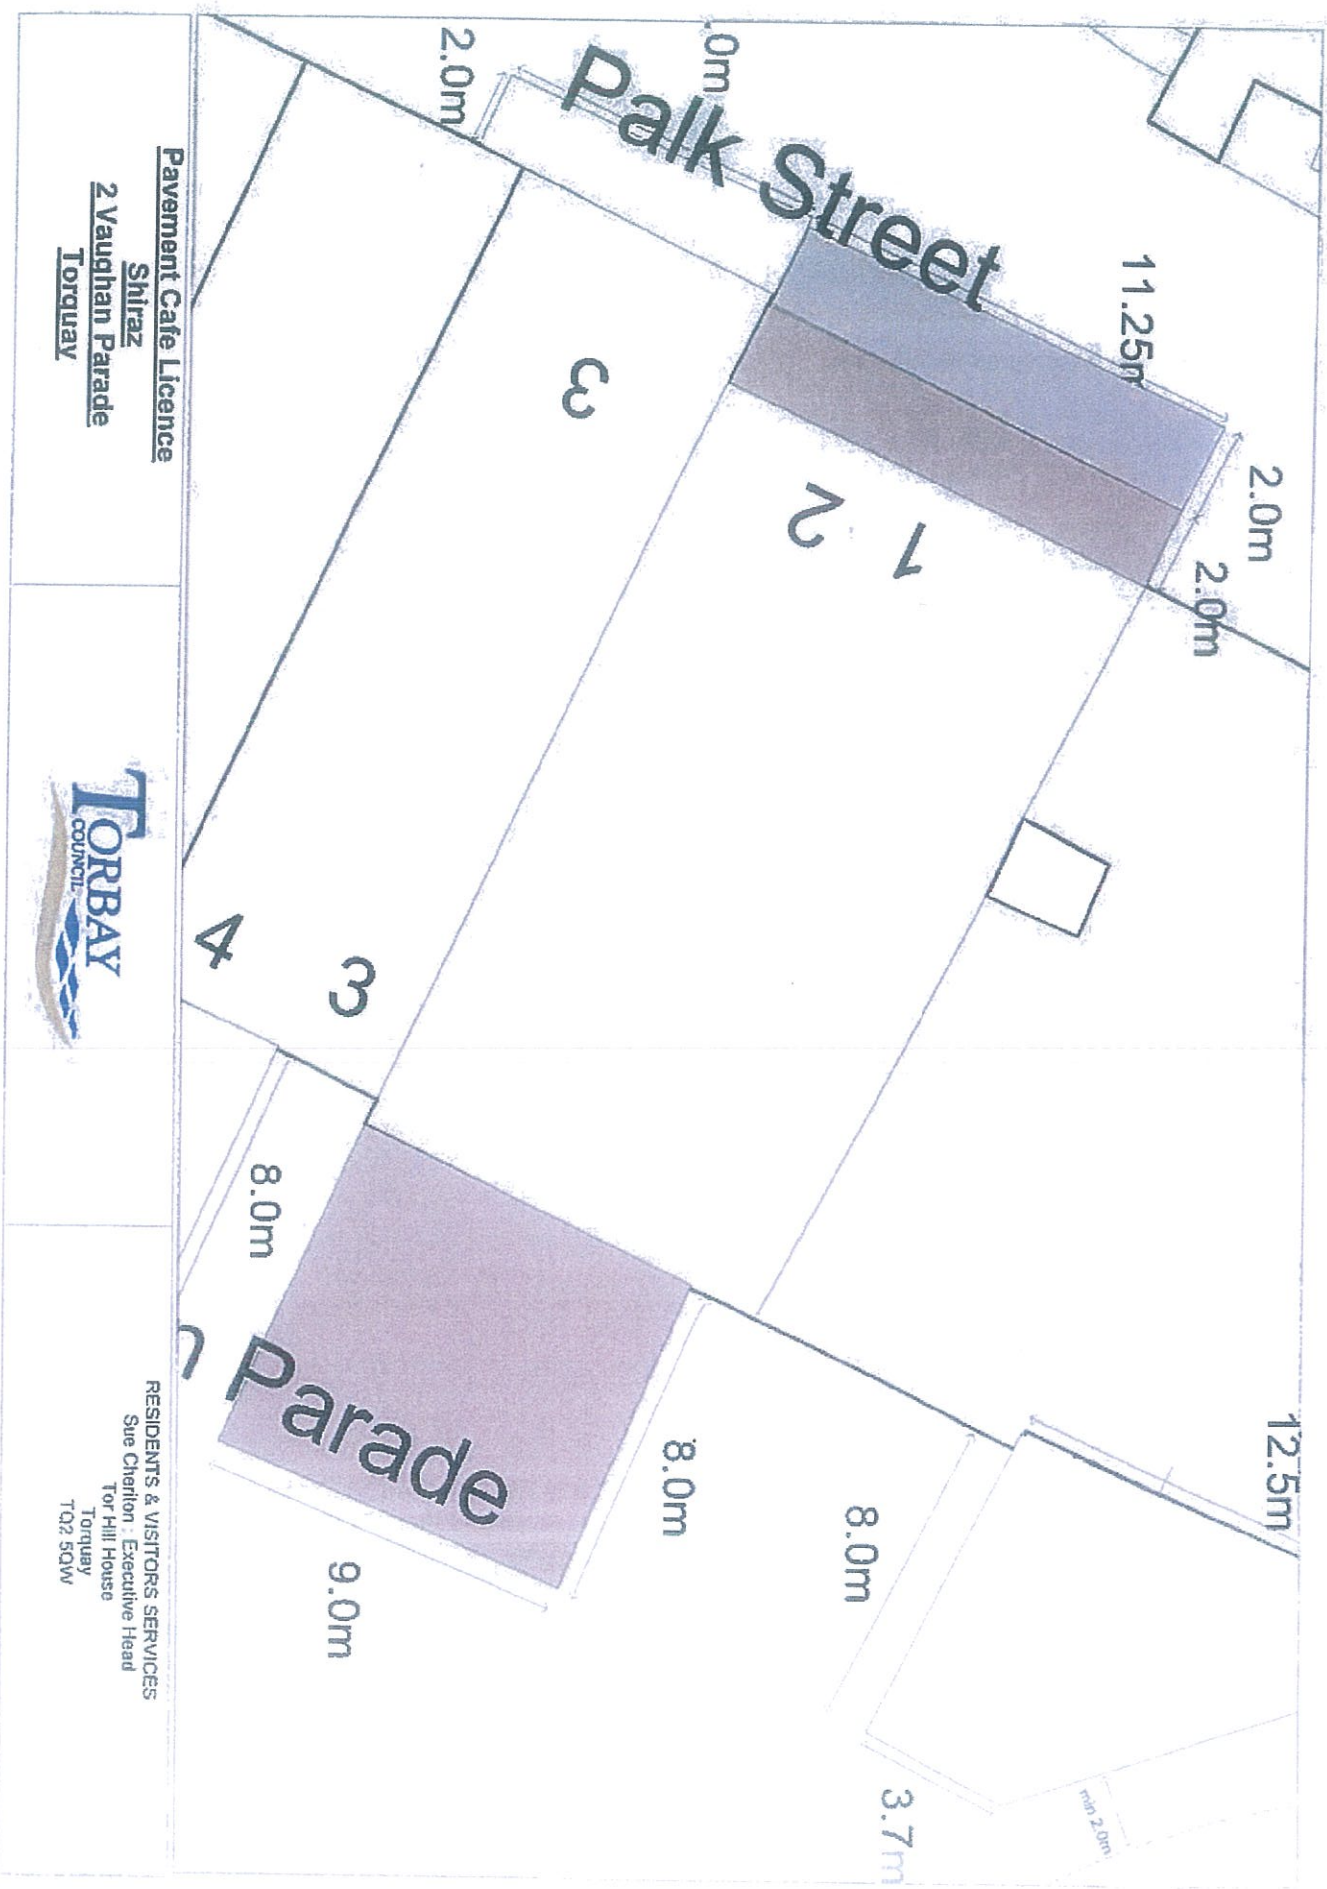 Palk Street
2.0m
.0m
11.25m
2.0m
2.0m
3
2
1
3
4
8.0m
n Parade
9.0m
8.0m
8.0m
12.5m
3.7m
min 2.0m
Pavement Cafe Licence
Shiraz
2 Vaughan Parade
Torquay
TORBAY
COUNCIL
RESIDENTS & VISITORS SERVICES
Sue Cheriton : Executive Head
Tor Hill House
Torquay
TQ2 5QW